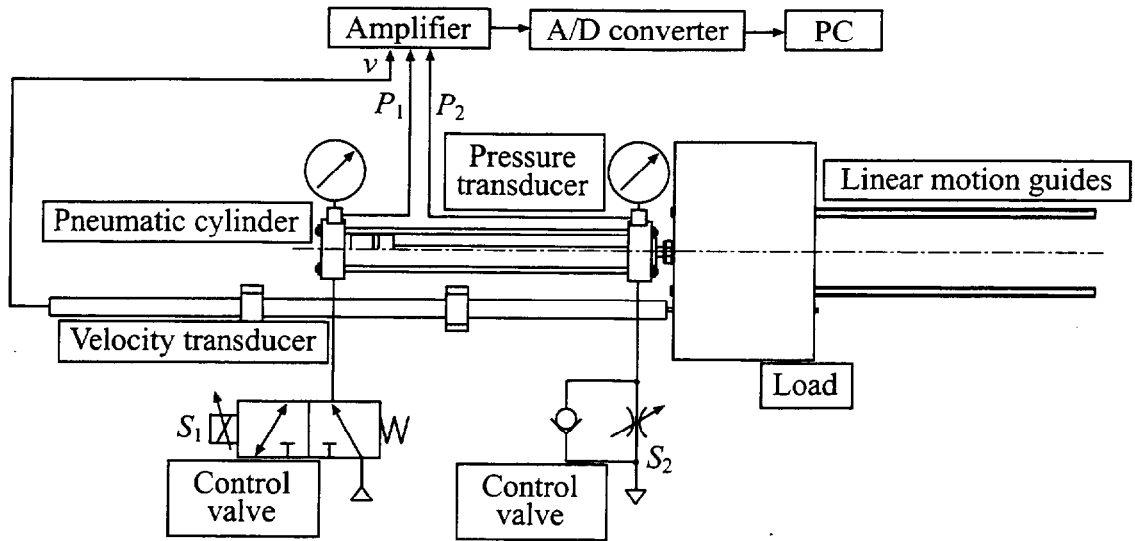 Amplifier
A/D converter
PC
v
P1
P2
Pressure
transducer
Linear motion guides
Pneumatic cylinder
Velocity transducer
Load
S1
S2
Control
valve
Control
valve